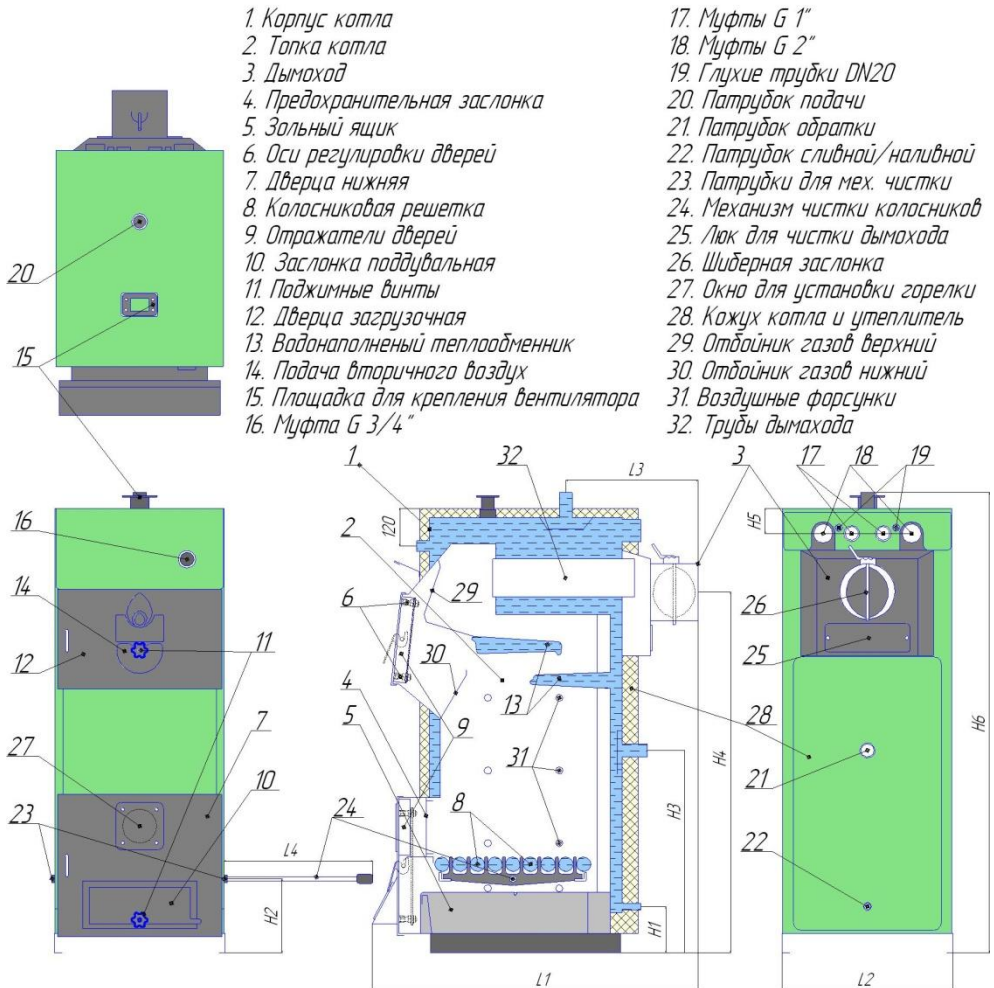 1. Корпус котла
2. Топка котла
3. Дымоход
4. Предохранительная заслонка
5. Зольный ящик
6. Оси регулировки дверей
7. Дверца нижняя
8. Колосниковая решетка
9. Отражатели дверей
10. Заслонка поддувальная
11. Поджимные винты
12. Дверца загрузочная
13. Водонаполненый теплообменник
14. Подача вторичного воздух
15. Площадка для крепления вентилятора
16. Муфта G 3/4"
17. Муфты G 1"
18. Муфты G 2"
19. Глухие трубки DN20
20. Патрубок подачи
21. Патрубок обратки
22. Патрубок сливной/наливной
23. Патрубки для мех. чистки
24. Механизм чистки колосников
25. Люк для чистки дымохода
26. Шиберная заслонка
27. Окно для установки горелки
28. Кожух котла и утеплитель
29. Отбойник газов верхний
30. Отбойник газов нижний
31. Воздушные форсунки
32. Трубы дымахода
20
15
16
14
12
11
27
7
10
23
24
L4
H2
1
32
L3
120
2
6
29
30
4
13
5
9
31
8
H1
H3
H4
L1
3
17
18
19
H5
26
25
28
21
22
H6
L2